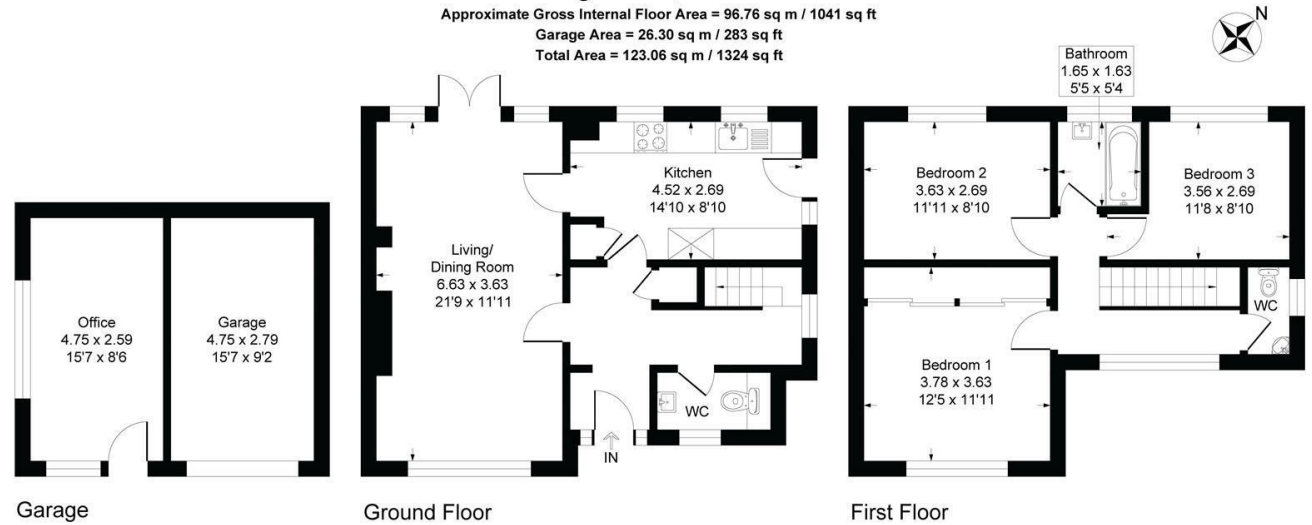 Approximate Gross Internal Floor Area = 96.76 sq m / 1041 sq ft
Garage Area = 26.30 sq m / 283 sq ft
Total Area = 123.06 sq m / 1324 sq ft
N
Bathroom
1.65 x 1.63
5'5 x 5'4
Office
4.75 x 2.59
15'7 x 8'6
Garage
4.75 x 2.79
15'7 x 9'2
Living/
Dining Room
6.63 x 3.63
21'9 x 11'11
Kitchen
4.52 x 2.69
14'10 x 8'10
WC
IN
Bedroom 2
3.63 x 2.69
11'11 x 8'10
Bedroom 3
3.56 x 2.69
11'8 x 8'10
WC
Bedroom 1
3.78 x 3.63
12'5 x 11'11
Garage
Ground Floor
First Floor